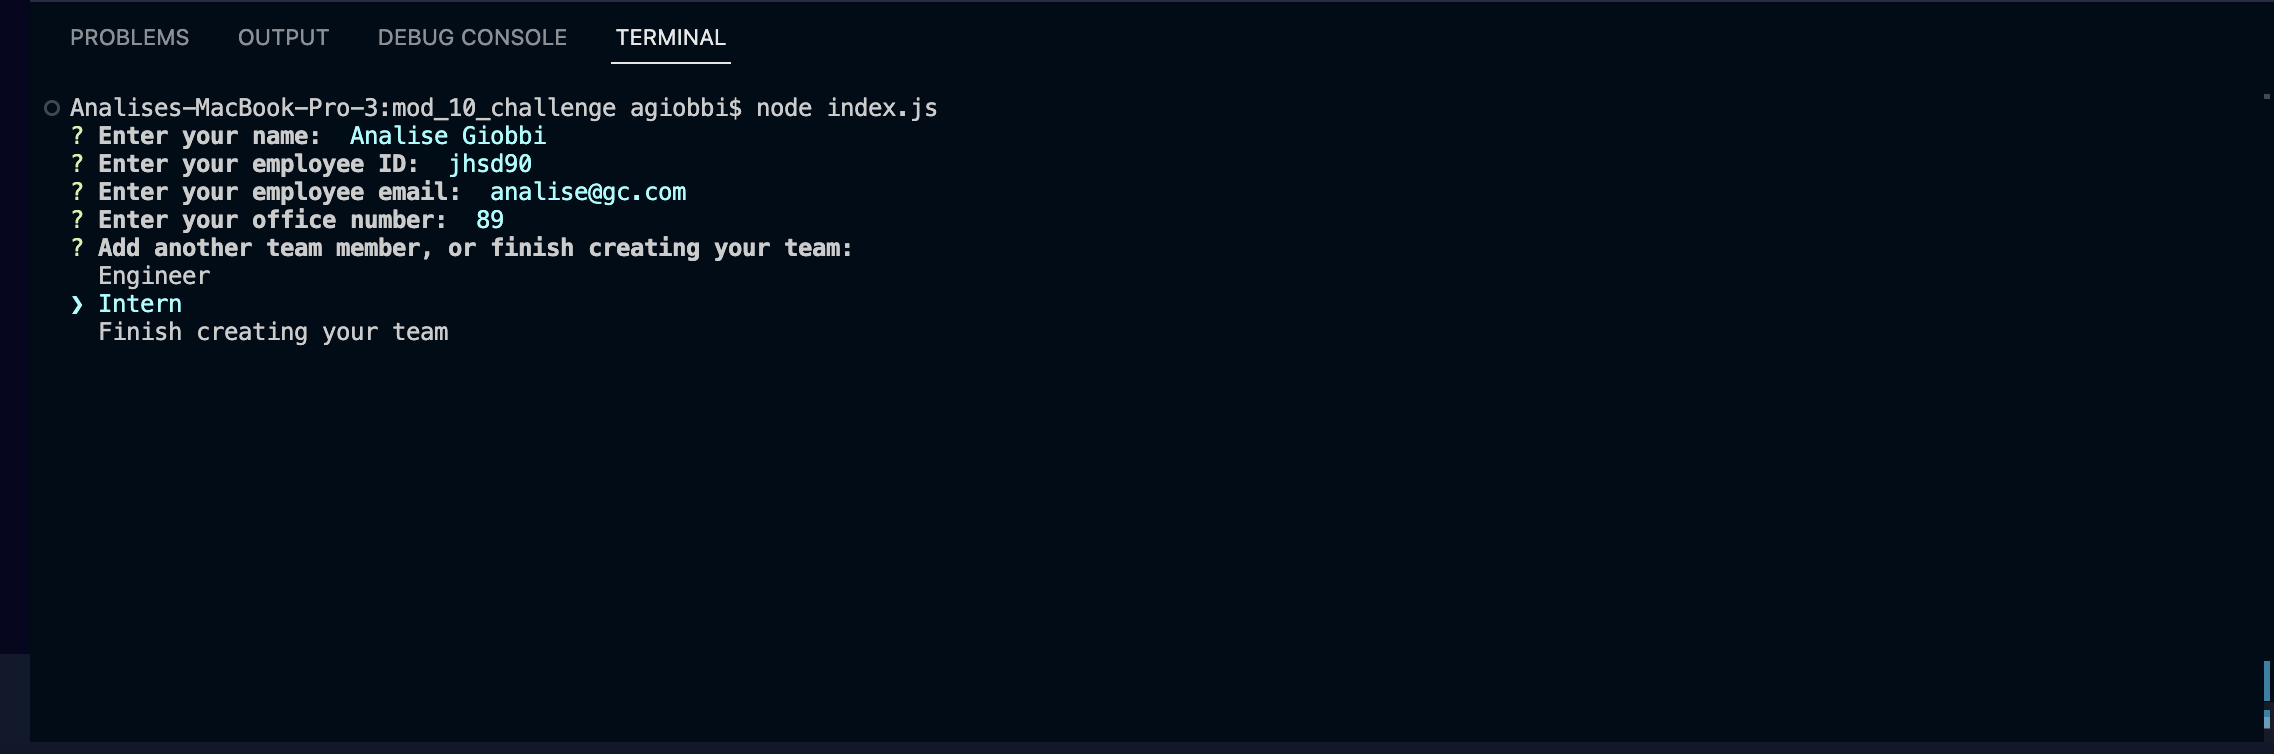 PROBLEMS OUTPUT DEBUG CONSOLE TERMINAL
Analises-MacBook-Pro-3:mod_10_challenge agiobbi$ node index.js
? Enter your name:  Analise Giobbi
? Enter your employee ID:  jhsd90
? Enter your employee email:  analise@gc.com
? Enter your office number:  89
? Add another team member, or finish creating your team:
Engineer
❯ Intern
Finish creating your team